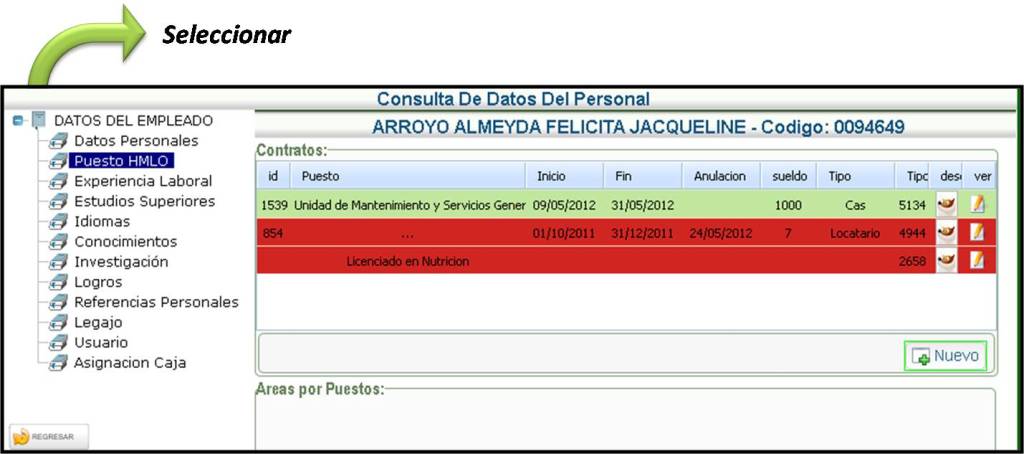 Seleccionar
Consulta De Datos Del Personal
DATOS DEL EMPLEADO
Datos Personales
Puesto HMLO
Experiencia Laboral
Estudios Superiores
Idiomas
Conocimientos
Investigación
Logros
Referencias Personales
Legajo
Usuario
Asignacion Caja
REGRESAR
ARROYO ALMEYDA FELICITA JACQUELINE - Codigo: 0094649
Contratos:
id Puesto Inicio Fin Anulacion sueldo Tipo Tipc des ver
1539 Unidad de Mantenimiento y Servicios Gener 09/05/2012 31/05/2012 1000 Cas 5134
854 ... 01/10/2011 31/12/2011 24/05/2012 7 Locatario 4944
Licenciado en Nutricion 2658
Nuevo
Areas por Puestos: